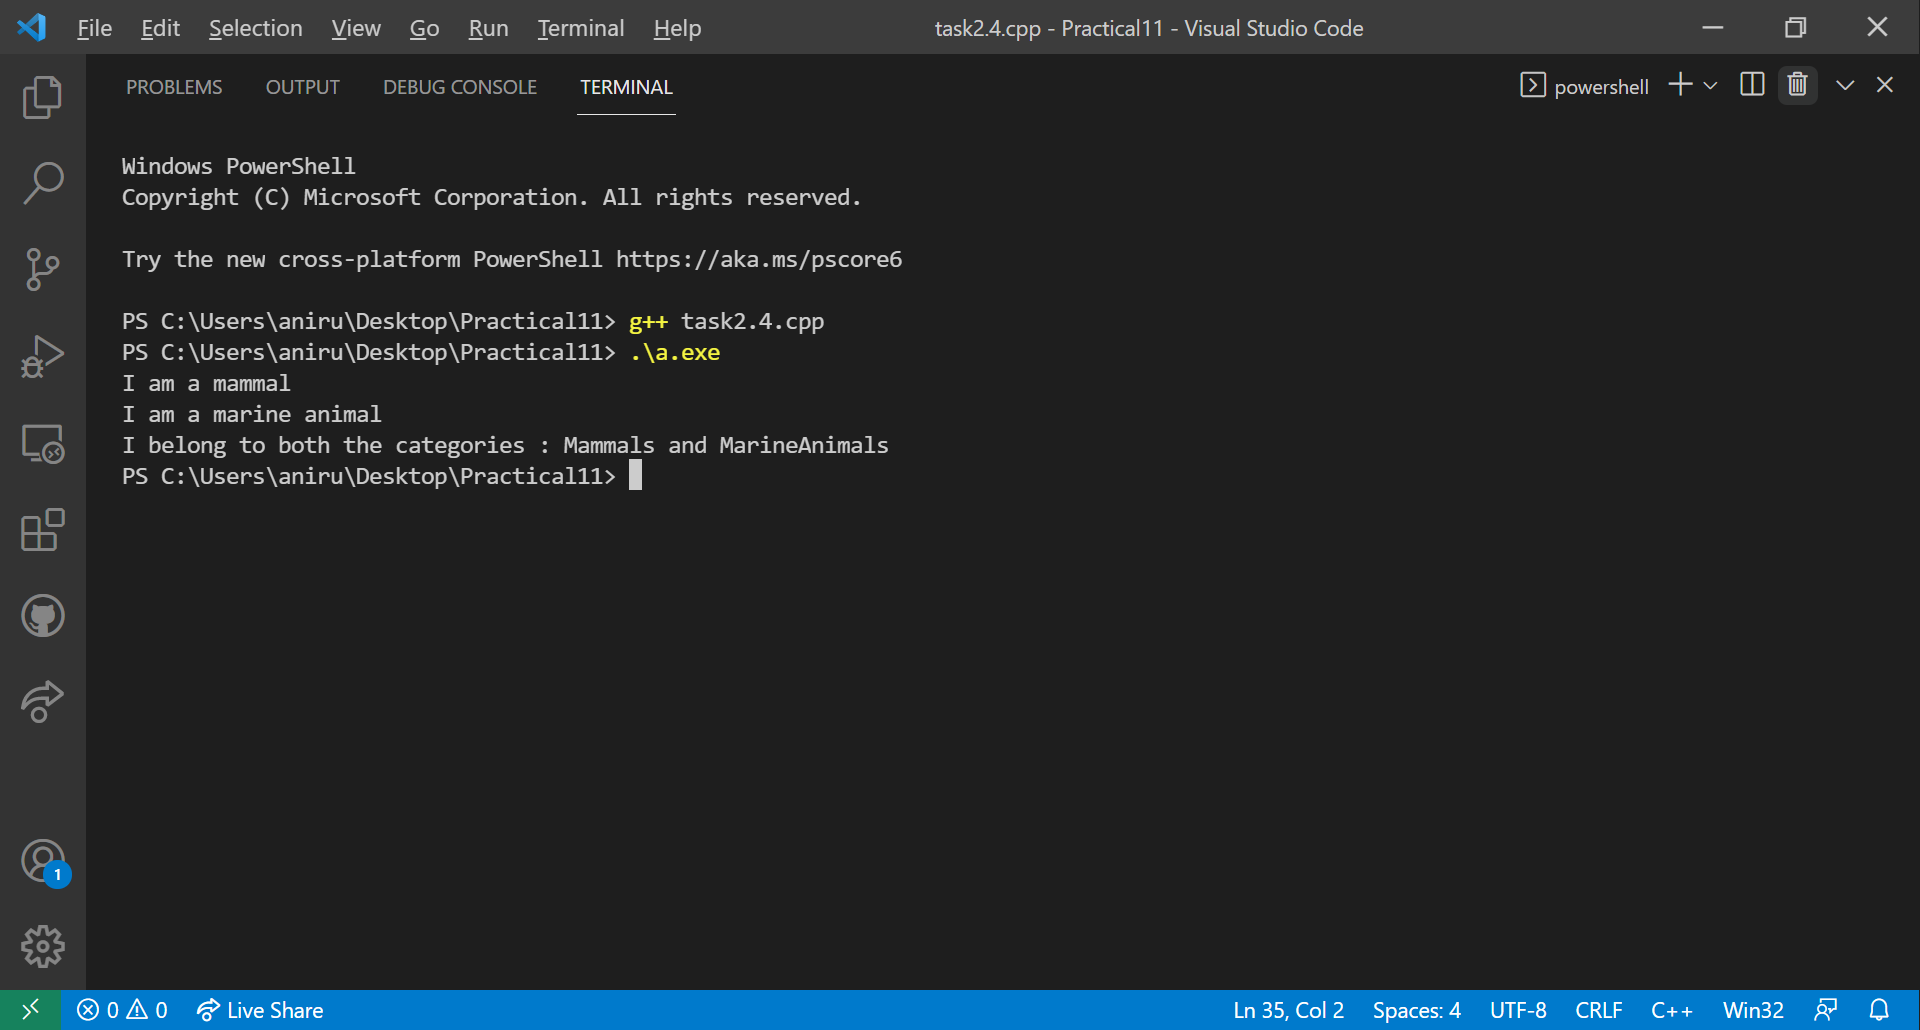 File Edit Selection View Go Run Terminal Help task2.4.cpp - Practical11 - Visual Studio Code
PROBLEMS OUTPUT DEBUG CONSOLE TERMINAL powershell
Windows PowerShell
Copyright (C) Microsoft Corporation. All rights reserved.
Try the new cross-platform PowerShell https://aka.ms/pscore6
PS C:\Users\aniru\Desktop\Practical11> g++ task2.4.cpp
PS C:\Users\aniru\Desktop\Practical11> .\a.exe
I am a mammal
I am a marine animal
I belong to both the categories : Mammals and MarineAnimals
PS C:\Users\aniru\Desktop\Practical11>
1
0 0 Live Share Ln 35, Col 2 Spaces: 4 UTF-8 CRLF C++ Win32